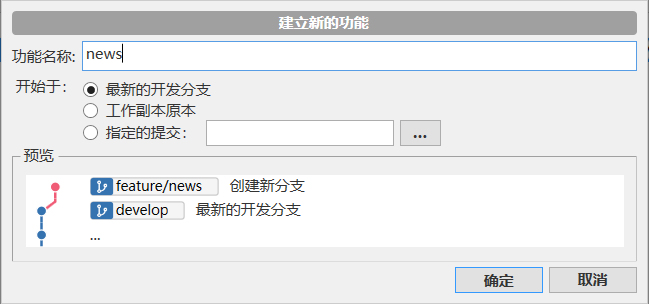 建立新的功能
功能名称: news
开始于: 最新的开发分支
工作副本原本
指定的提交: ...
预览
feature/news 创建新分支
develop 最新的开发分支
...
确定 取消